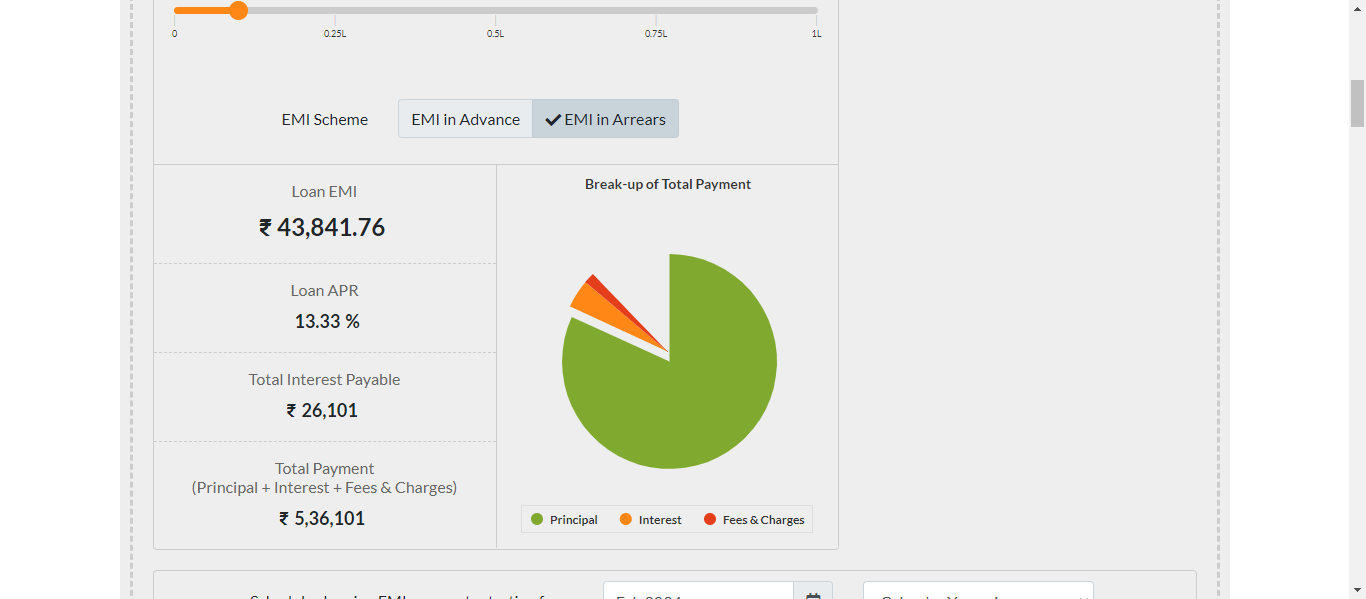 0 0.25L 0.5L 0.75L 1L
EMI Scheme EMI in Advance EMI in Arrears
Loan EMI
₹ 43,841.76
Loan APR
13.33 %
Total Interest Payable
₹ 26,101
Total Payment
(Principal + Interest + Fees & Charges)
₹ 5,36,101
Break-up of Total Payment
Principal Interest Fees & Charges